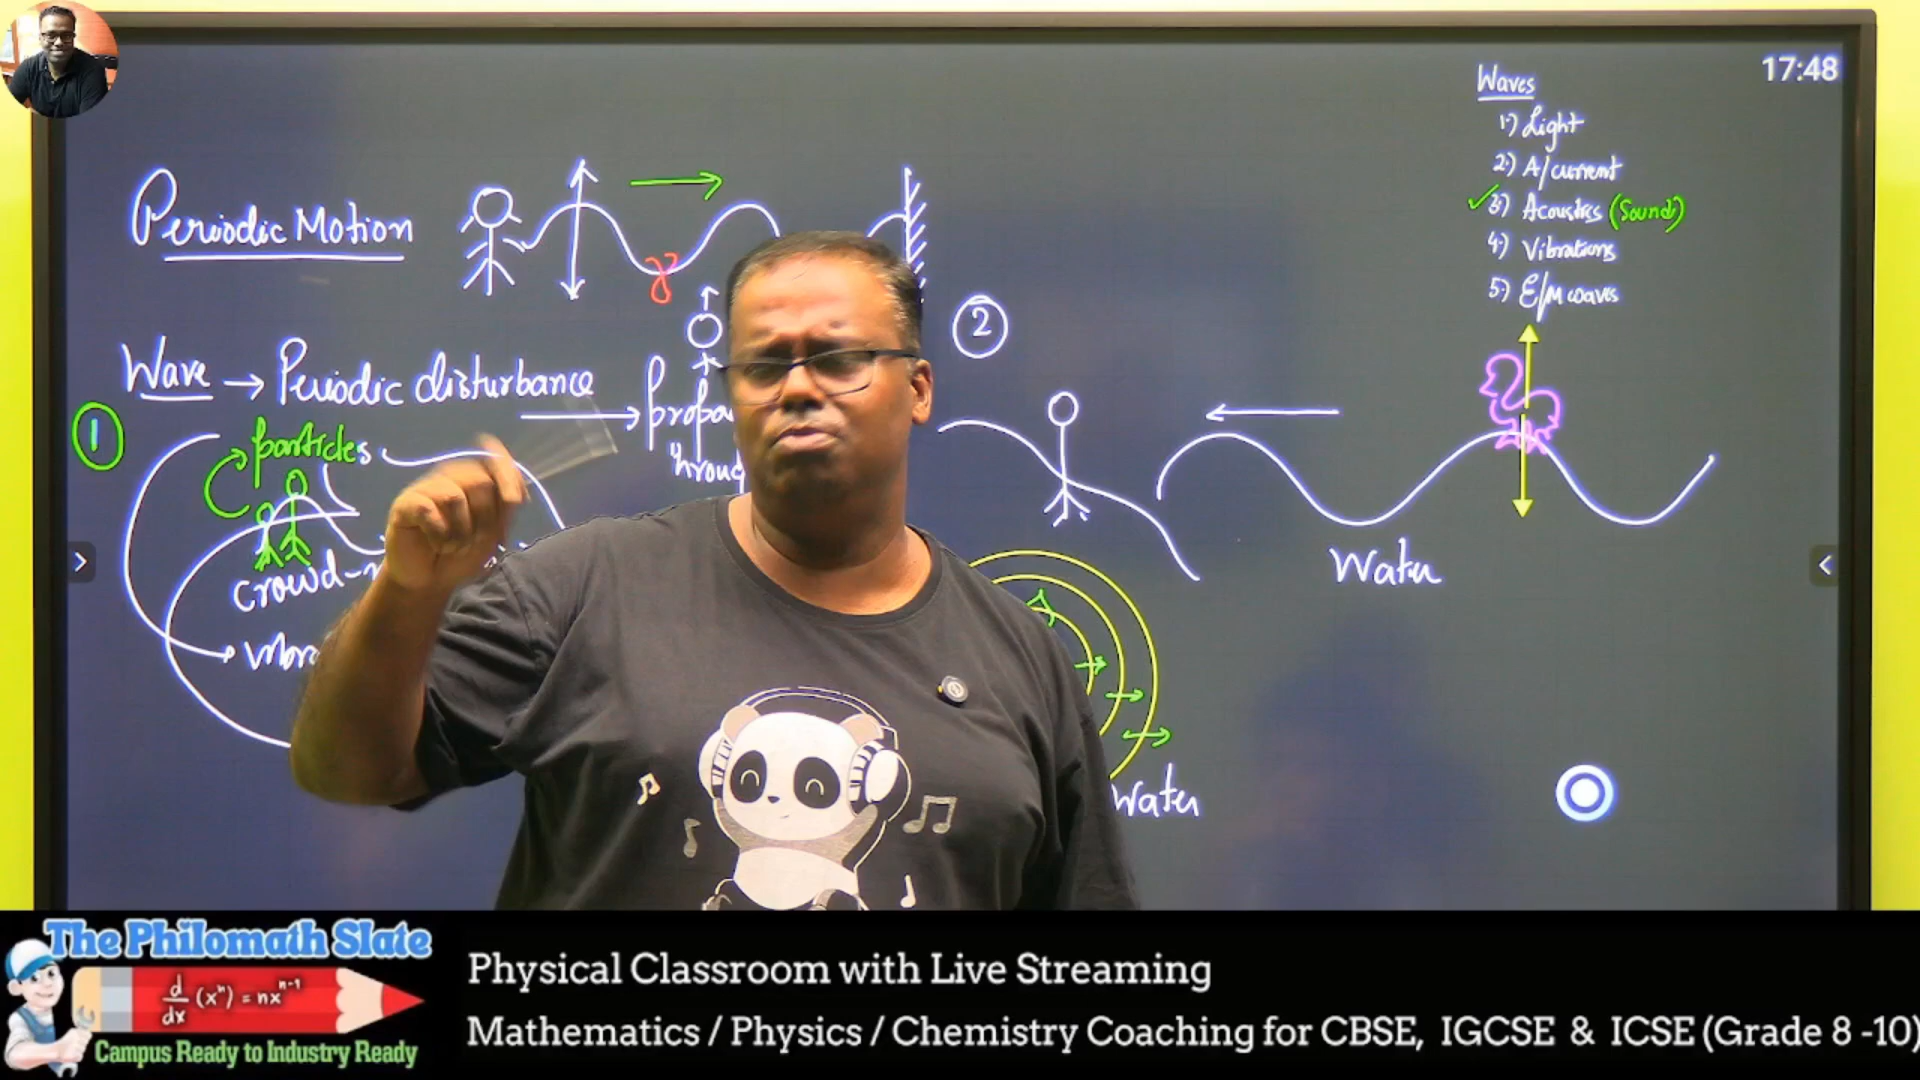 17:48
Waves
1) Light
2) A/current
3) Acoustics (Sound)
4) Vibrations
5) E/M waves
Periodic Motion
Wave → Periodic disturbance
1
particles
crowd-
2
Water
Water
The Philomath Slate
d/dx (xⁿ) = nxⁿ⁻¹
Campus Ready to Industry Ready
Physical Classroom with Live Streaming
Mathematics / Physics / Chemistry Coaching for CBSE, IGCSE & ICSE (Grade 8 -10)